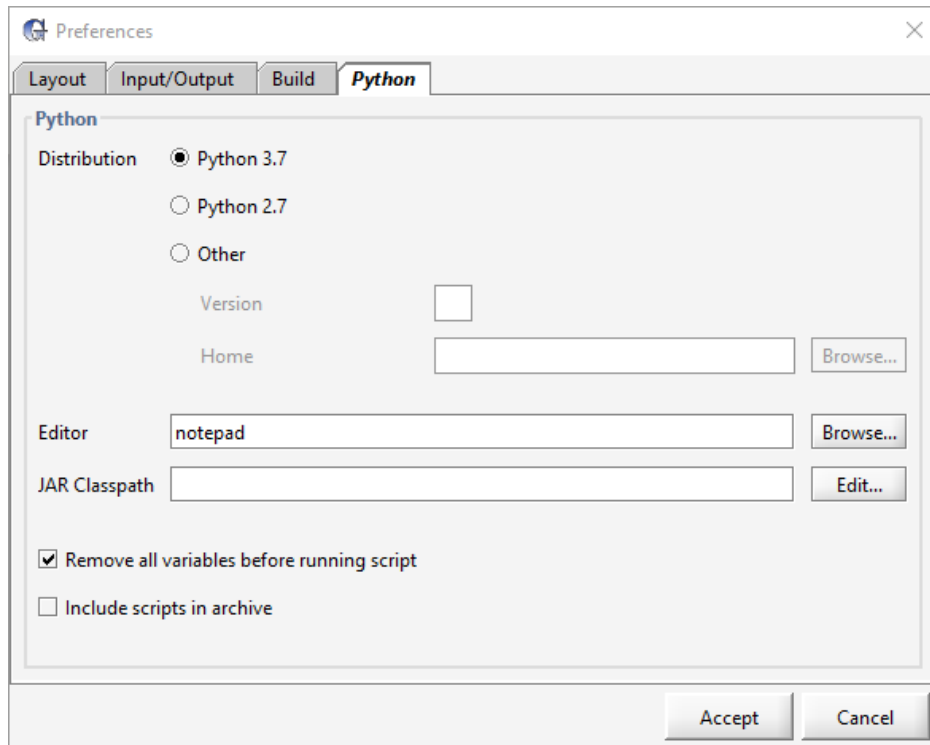 Preferences
Layout Input/Output Build Python
Python
Distribution Python 3.7
Python 2.7
Other
Version
Home Browse...
Editor notepad Browse...
JAR Classpath Edit...
Remove all variables before running script
Include scripts in archive
Accept Cancel